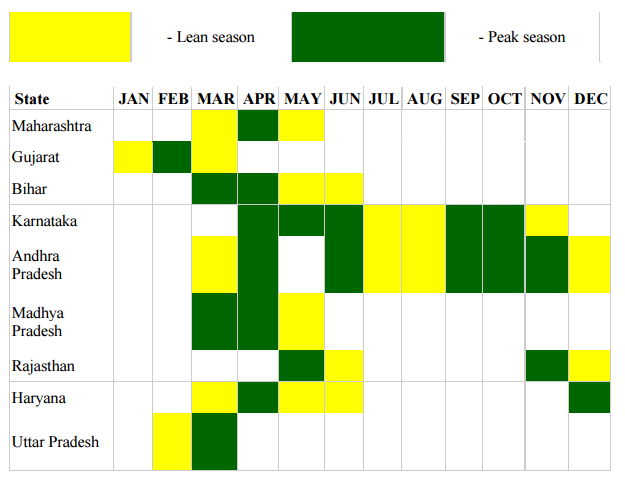 - Lean season - Peak season
State JAN FEB MAR APR MAY JUN JUL AUG SEP OCT NOV DEC
Maharashtra
Gujarat
Bihar
Karnataka
Andhra
Pradesh
Madhya
Pradesh
Rajasthan
Haryana
Uttar Pradesh